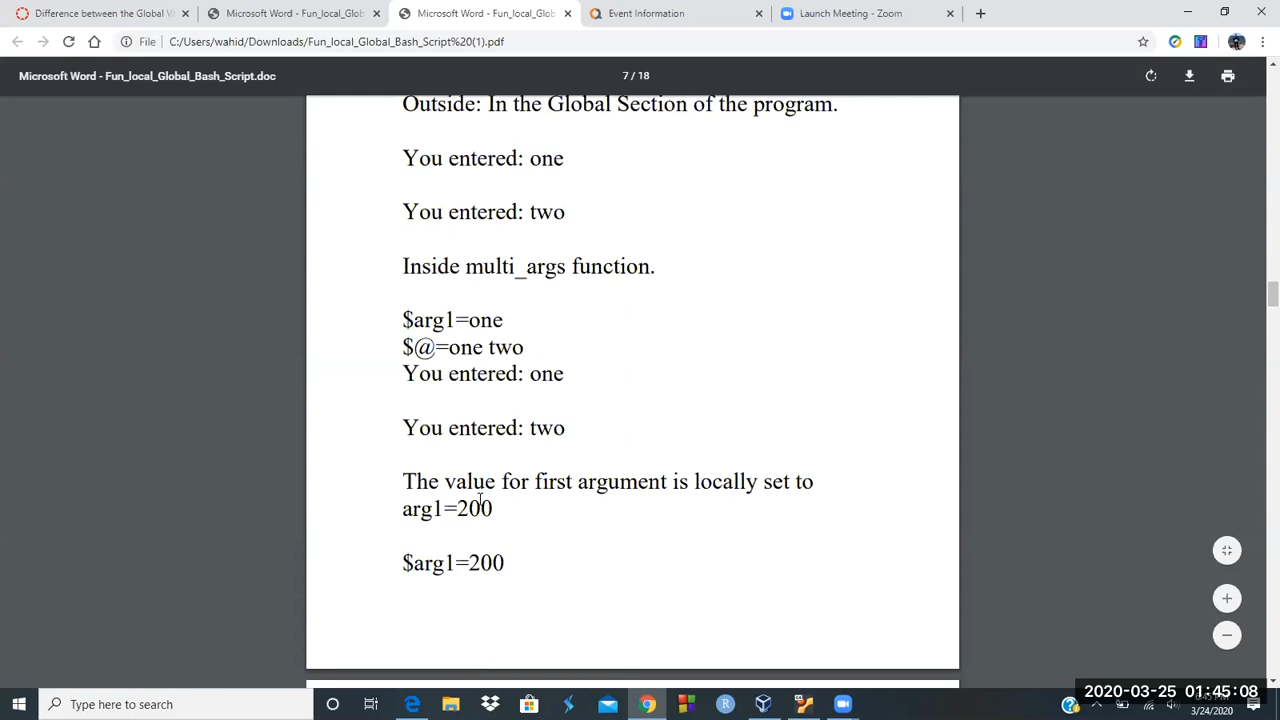 Difference between the Global V
Microsoft Word - Fun_local_Glob
Microsoft Word - Fun_local_Glob
Event Information
Launch Meeting - Zoom
File
C:/Users/wahid/Downloads/Fun_local_Global_Bash_Script%20(1).pdf
Microsoft Word - Fun_local_Global_Bash_Script.doc
7 / 18
Outside: In the Global Section of the program.
You entered: one
You entered: two
Inside multi_args function.
$arg1=one
$@=one two
You entered: one
You entered: two
The value for first argument is locally set to
arg1=200
$arg1=200
Type here to search
2020-03-25 01:45:08
3/24/2020